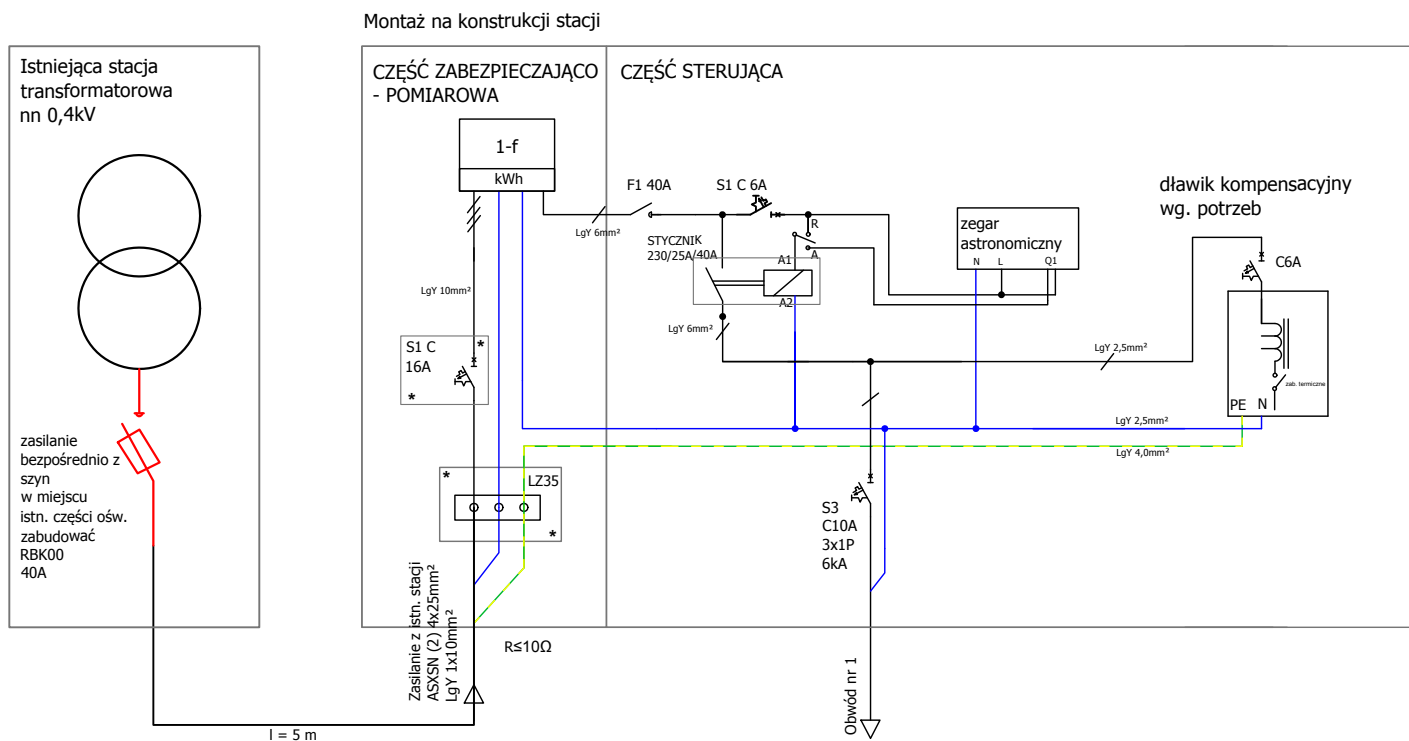 Montaż na konstrukcji stacji
Istniejąca stacja
transformatorowa
nn 0,4kV
zasilanie
bezpośrednio z
szyn
w miejscu
istn. części ośw.
zabudować
RBK00
40A
l = 5 m
CZĘŚĆ ZABEZPIECZAJĄCO
- POMIAROWA
1-f
kWh
LgY 10mm²
S1 C
16A
*
*
*
LZ35
*
Zasilanie z istn. stacji
ASXSN (2) 4x25mm²
LgY 1x10mm²
R≤10Ω
CZĘŚĆ STERUJĄCA
F1 40A
LgY 6mm²
S1 C 6A
STYCZNIK
230/25A/40A
R
A
A1
A2
LgY 6mm²
zegar
astronomiczny
N L Q1
dławik kompensacyjny
wg. potrzeb
C6A
LgY 2,5mm²
zab. termiczne
PE N
LgY 2,5mm²
LgY 4,0mm²
S3
C10A
3x1P
6kA
Obwód nr 1